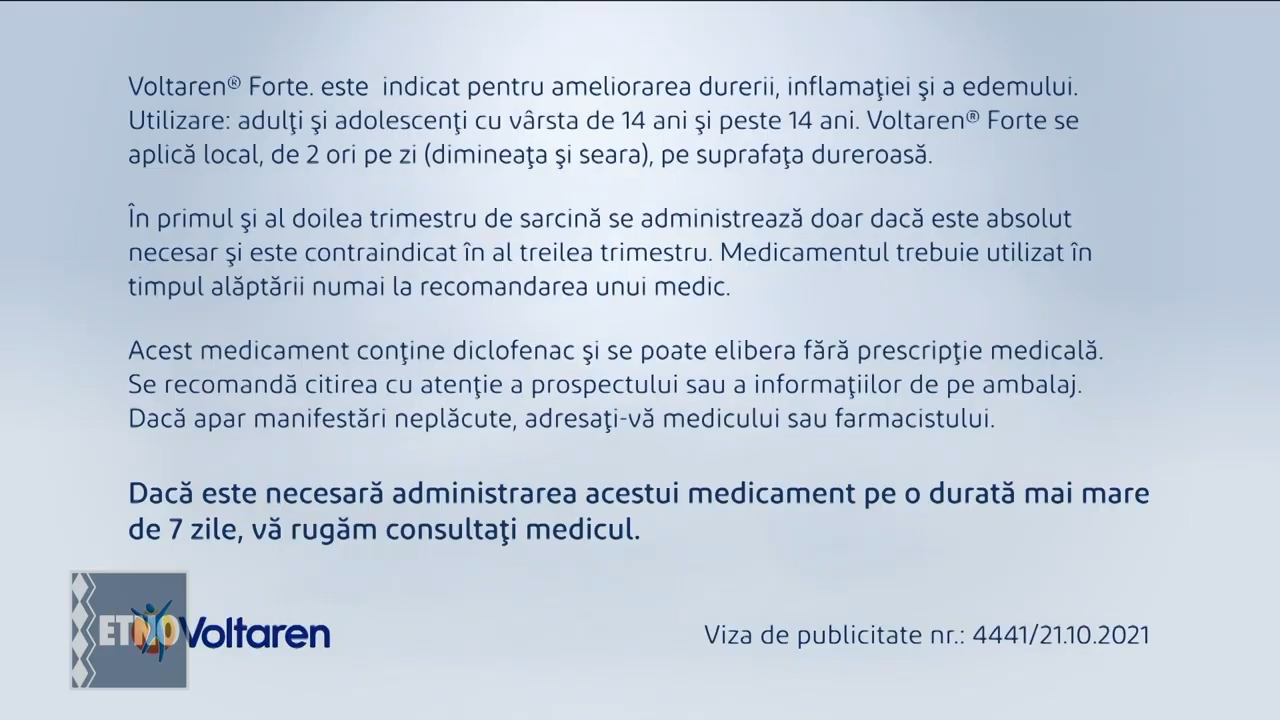 Voltaren® Forte. este  indicat pentru ameliorarea durerii, inflamaţiei şi a edemului.
Utilizare: adulţi şi adolescenţi cu vârsta de 14 ani şi peste 14 ani. Voltaren® Forte se
aplică local, de 2 ori pe zi (dimineaţa şi seara), pe suprafaţa dureroasă.
În primul şi al doilea trimestru de sarcină se administrează doar dacă este absolut
necesar şi este contraindicat în al treilea trimestru. Medicamentul trebuie utilizat în
timpul alăptării numai la recomandarea unui medic.
Acest medicament conţine diclofenac şi se poate elibera fără prescripţie medicală.
Se recomandă citirea cu atenţie a prospectului sau a informaţiilor de pe ambalaj.
Dacă apar manifestări neplăcute, adresaţi-vă medicului sau farmacistului.
Dacă este necesară administrarea acestui medicament pe o durată mai mare
de 7 zile, vă rugăm consultaţi medicul.
ETNO Voltaren
Viza de publicitate nr.: 4441/21.10.2021